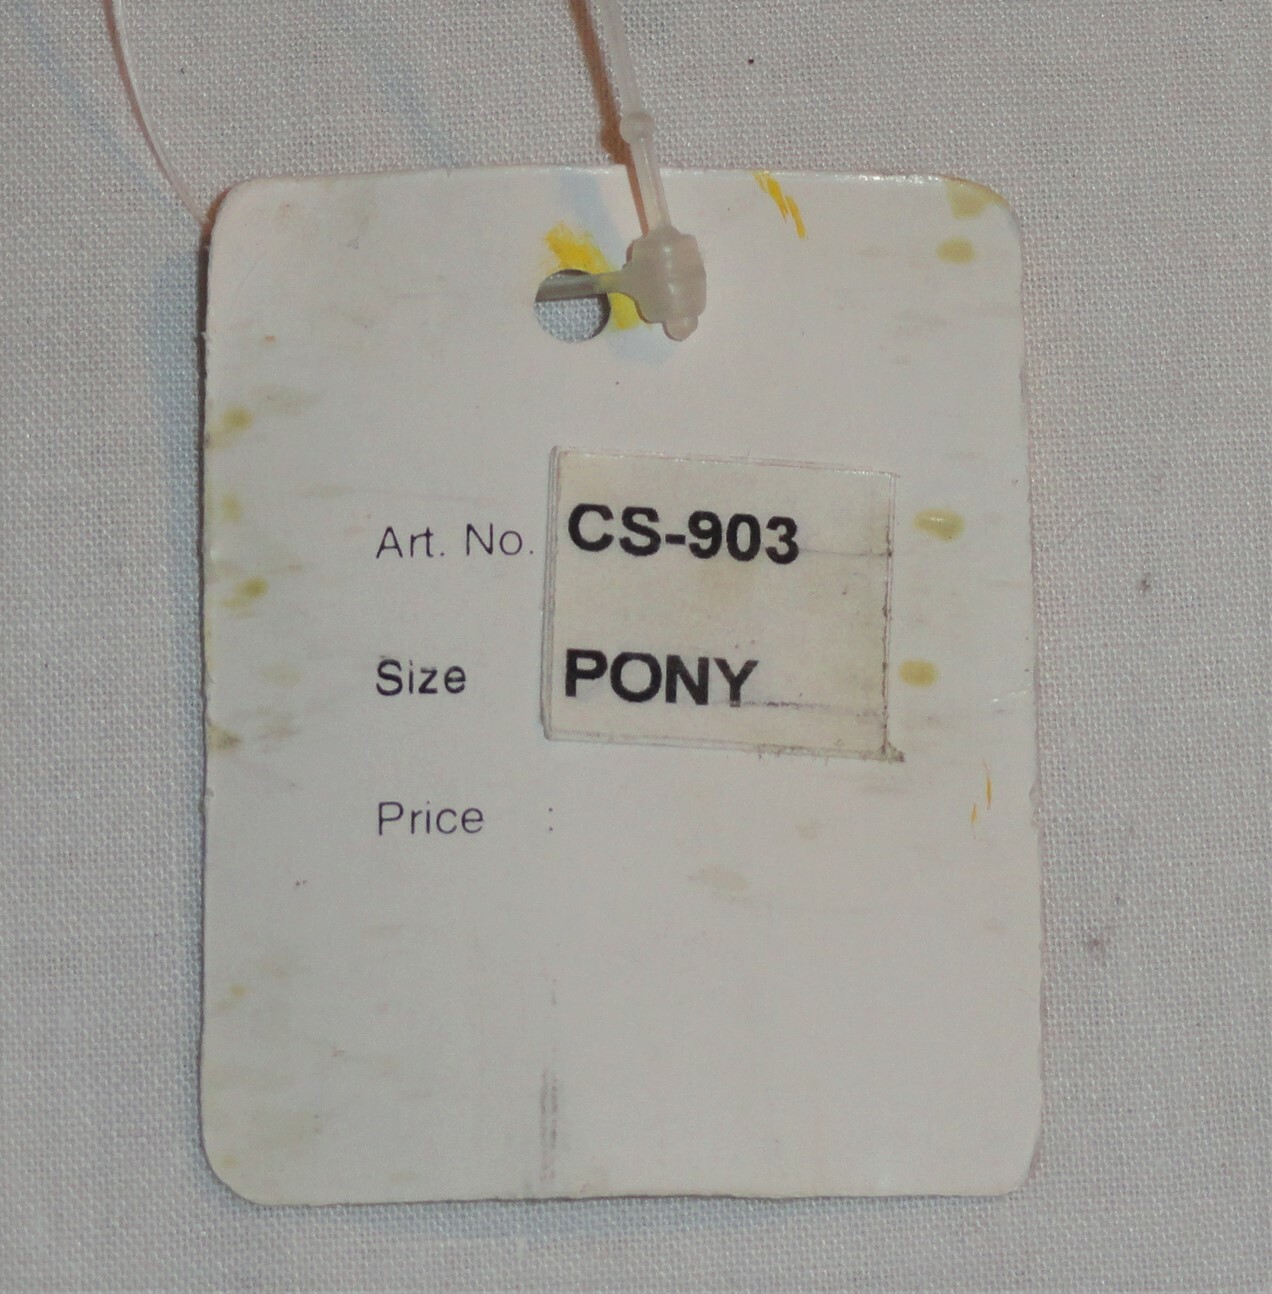 Art. No. CS-903
Size PONY
Price :